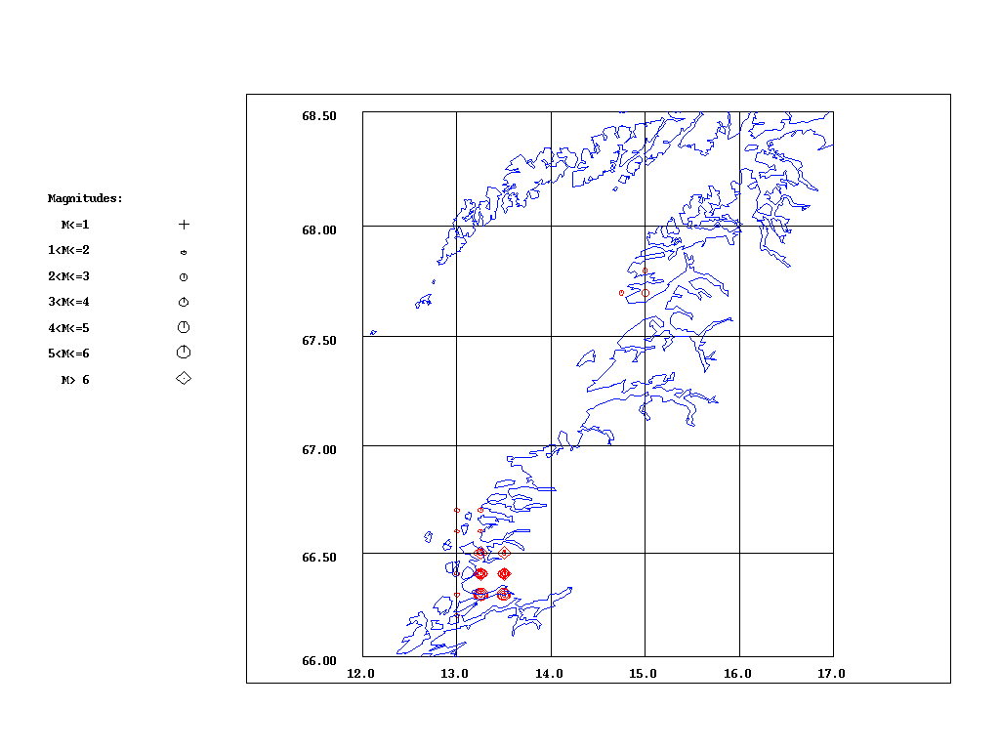 68.50
Magnitudes:
M<=1
68.00
1<M<=2
2<M<=3
3<M<=4
4<M<=5
67.50
5<M<=6
M> 6
67.00
66.50
66.00
12.0 13.0 14.0 15.0 16.0 17.0